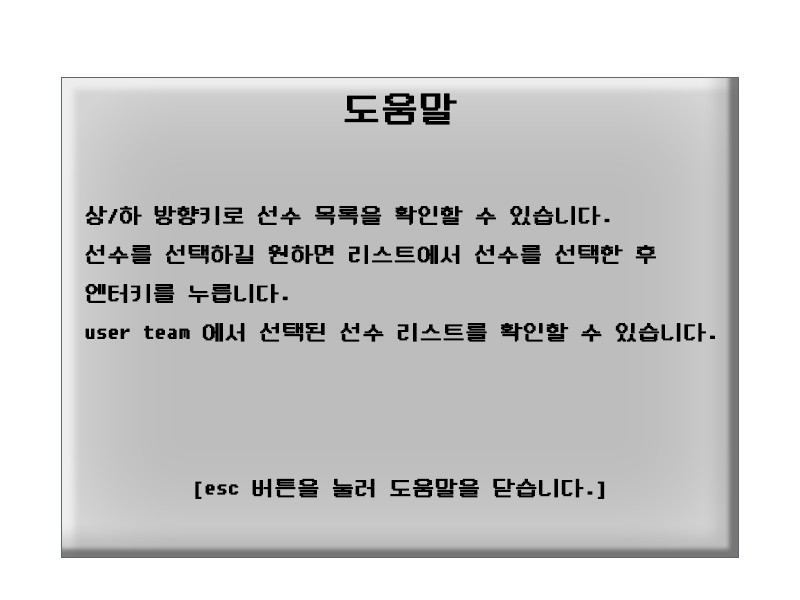 도움말
상/하 방향키로 선수 목록을 확인할 수 있습니다.
선수를 선택하길 원하면 리스트에서 선수를 선택한 후
엔터키를 누릅니다.
user team 에서 선택된 선수 리스트를 확인할 수 있습니다.
[esc 버튼을 눌러 도움말을 닫습니다.]